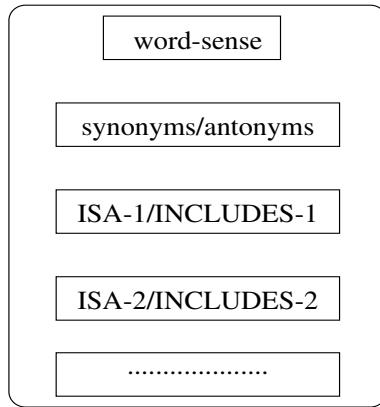 word-sense
synonyms/antonyms
ISA-1/INCLUDES-1
ISA-2/INCLUDES-2
....................